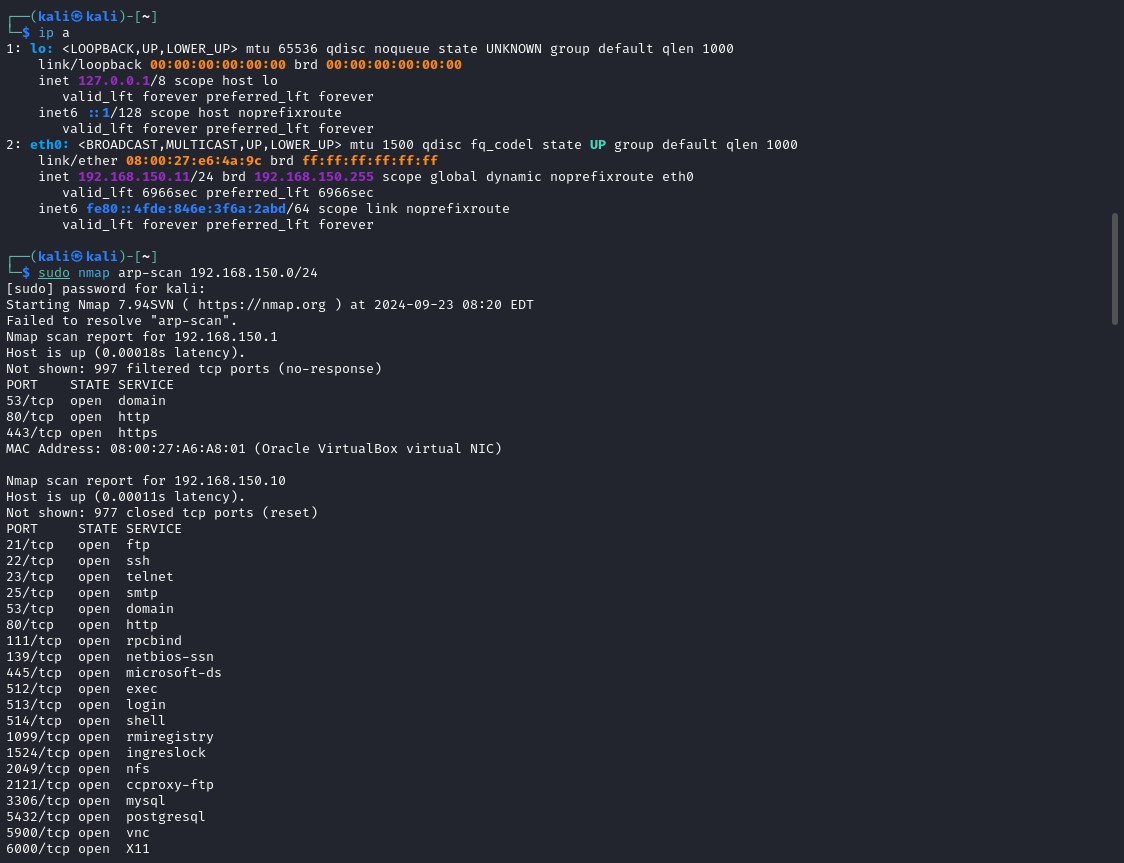 ┌──(kali㉿kali)-[~]
└─$ ip a
1: lo: <LOOPBACK,UP,LOWER_UP> mtu 65536 qdisc noqueue state UNKNOWN group default qlen 1000
    link/loopback 00:00:00:00:00:00 brd 00:00:00:00:00:00
    inet 127.0.0.1/8 scope host lo
       valid_lft forever preferred_lft forever
    inet6 ::1/128 scope host noprefixroute
       valid_lft forever preferred_lft forever
2: eth0: <BROADCAST,MULTICAST,UP,LOWER_UP> mtu 1500 qdisc fq_codel state UP group default qlen 1000
    link/ether 08:00:27:e6:4a:9c brd ff:ff:ff:ff:ff:ff
    inet 192.168.150.11/24 brd 192.168.150.255 scope global dynamic noprefixroute eth0
       valid_lft 6966sec preferred_lft 6966sec
    inet6 fe80::4fde:846e:3f6a:2abd/64 scope link noprefixroute
       valid_lft forever preferred_lft forever

┌──(kali㉿kali)-[~]
└─$ sudo nmap arp-scan 192.168.150.0/24
[sudo] password for kali:
Starting Nmap 7.94SVN ( https://nmap.org ) at 2024-09-23 08:20 EDT
Failed to resolve "arp-scan".
Nmap scan report for 192.168.150.1
Host is up (0.00018s latency).
Not shown: 997 filtered tcp ports (no-response)
PORT    STATE SERVICE
53/tcp  open  domain
80/tcp  open  http
443/tcp open  https
MAC Address: 08:00:27:A6:A8:01 (Oracle VirtualBox virtual NIC)

Nmap scan report for 192.168.150.10
Host is up (0.00011s latency).
Not shown: 977 closed tcp ports (reset)
PORT     STATE SERVICE
21/tcp   open  ftp
22/tcp   open  ssh
23/tcp   open  telnet
25/tcp   open  smtp
53/tcp   open  domain
80/tcp   open  http
111/tcp  open  rpcbind
139/tcp  open  netbios-ssn
445/tcp  open  microsoft-ds
512/tcp  open  exec
513/tcp  open  login
514/tcp  open  shell
1099/tcp open  rmiregistry
1524/tcp open  ingreslock
2049/tcp open  nfs
2121/tcp open  ccproxy-ftp
3306/tcp open  mysql
5432/tcp open  postgresql
5900/tcp open  vnc
6000/tcp open  X11